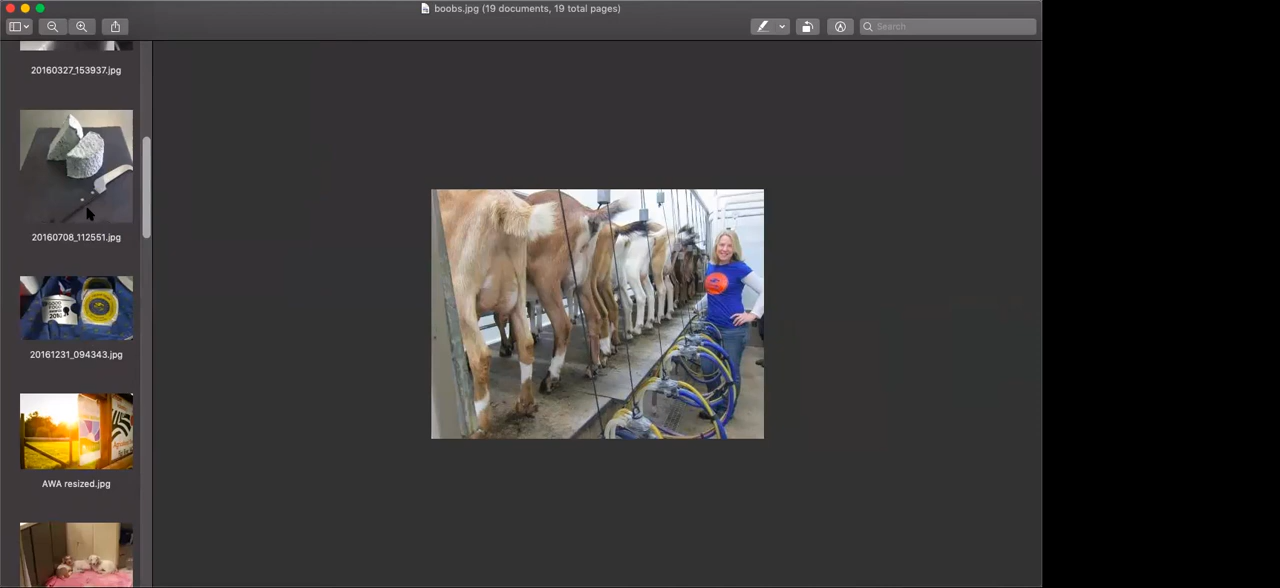 boobs.jpg (19 documents, 19 total pages)
Search
20160327_153937.jpg
20160708_112551.jpg
20161231_094343.jpg
AWA resized.jpg